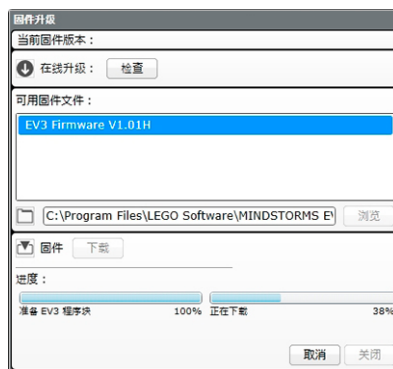 固件升级
当前固件版本：
在线升级： 检查
可用固件文件：
EV3 Firmware V1.01H
C:\Program Files\LEGO Software\MINDSTORMS EV 浏览
固件 下载
进度：
准备 EV3 程序块 100% 正在下载 38%
取消 关闭